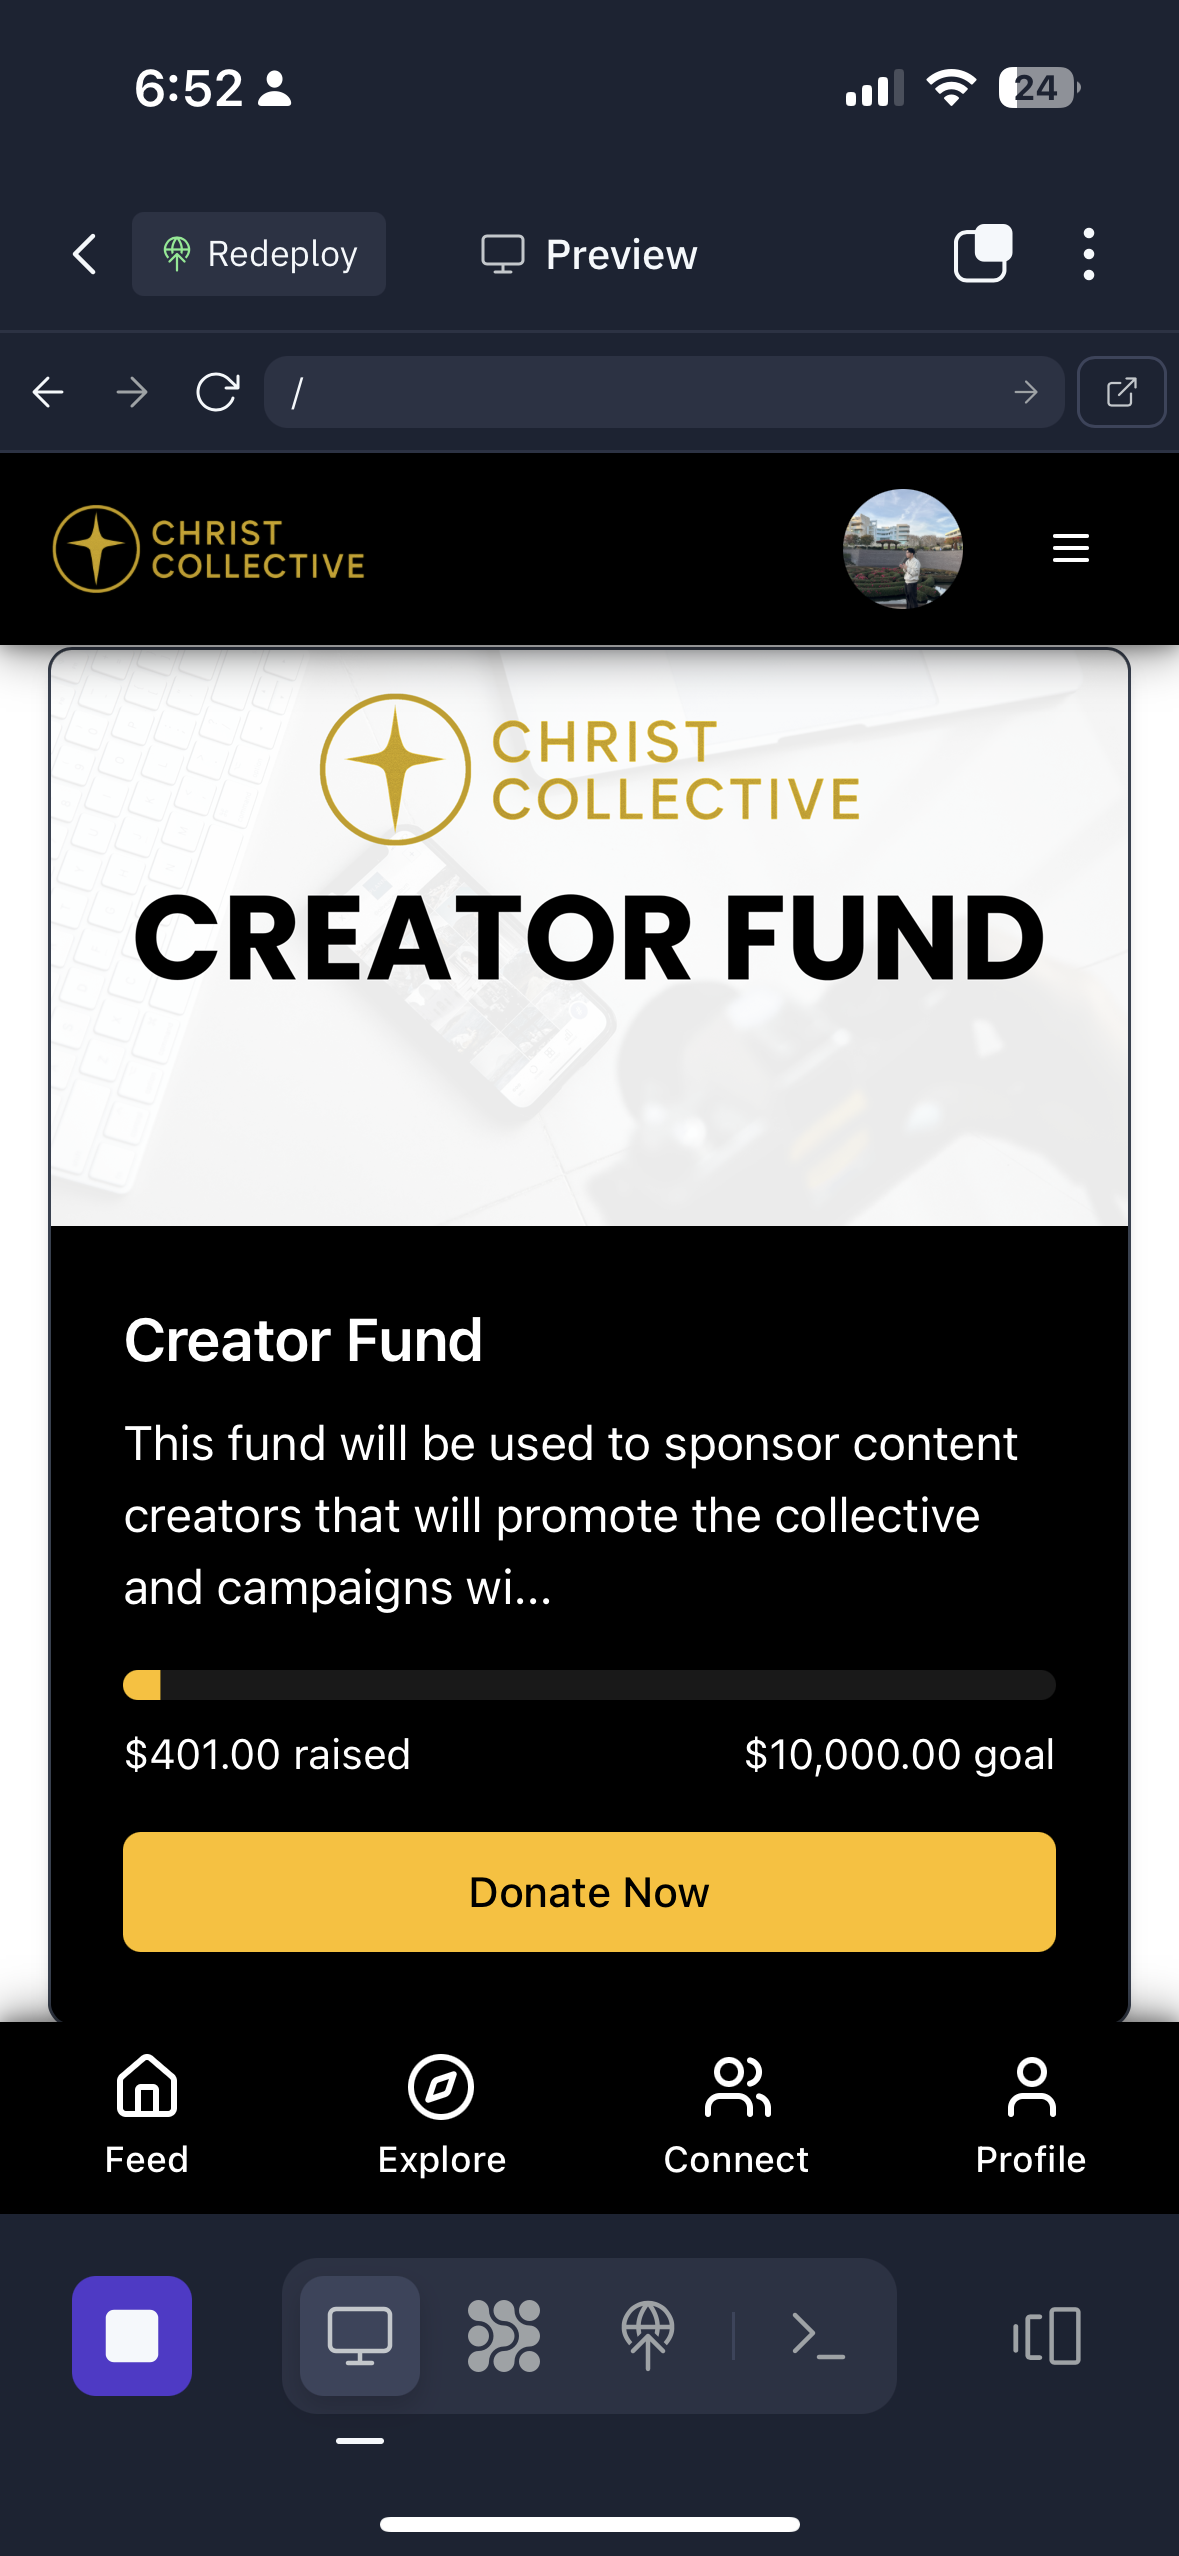 6:52
24
Redeploy
Preview
/
CHRIST
COLLECTIVE
CHRIST
COLLECTIVE
CREATOR FUND
Creator Fund
This fund will be used to sponsor content
creators that will promote the collective
and campaigns wi...
$401.00 raised
$10,000.00 goal
Donate Now
Feed
Explore
Connect
Profile